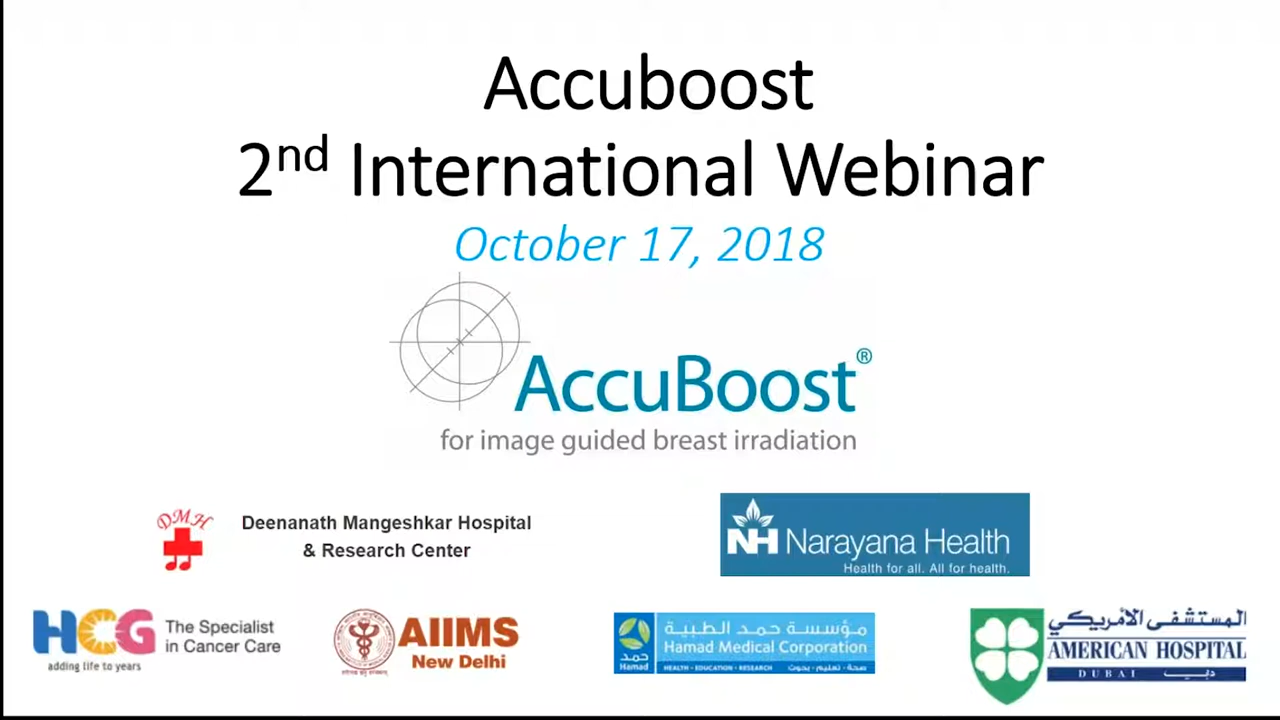 Accuboost
2nd International Webinar
October 17, 2018
AccuBoost®
for image guided breast irradiation
DMH
Deenanath Mangeshkar Hospital
& Research Center
NH Narayana Health
Health for all. All for health.
HCG
adding life to years
The Specialist
in Cancer Care
AIIMS
New Delhi
مؤسسة حمد الطبية
Hamad Medical Corporation
حمد
Hamad
HEALTH • EDUCATION • RESEARCH صحة • تعليم • بحوث
المستشفى الأمريكي
AMERICAN HOSPITAL
DUBAI دبي